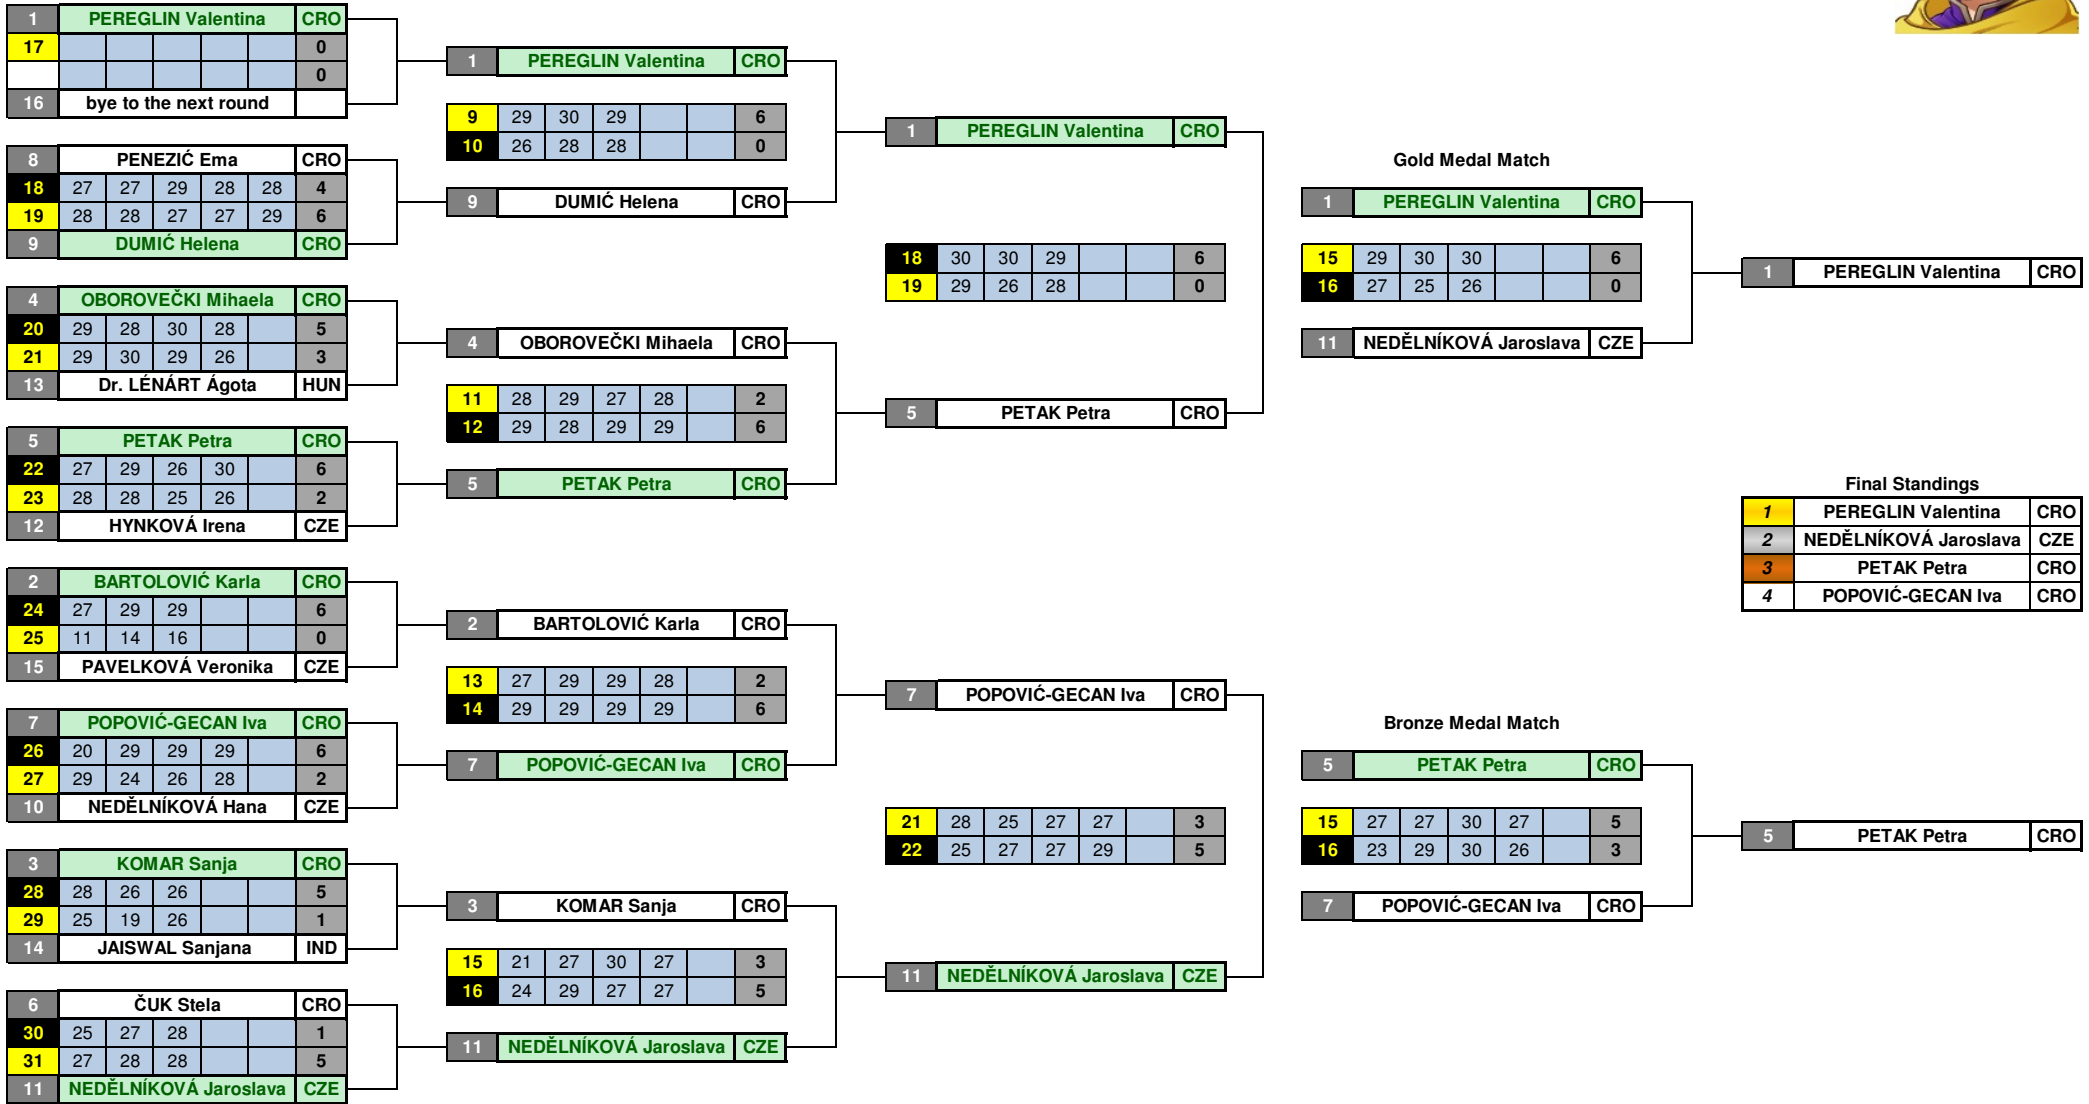 1 PEREGLIN Valentina CRO
17 0
0
16 bye to the next round
8 PENEZIĆ Ema CRO
18 27 27 29 28 28 4
19 28 28 27 27 29 6
9 DUMIĆ Helena CRO
4 OBOROVEČKI Mihaela CRO
20 29 28 30 28 5
21 29 30 29 26 3
13 Dr. LÉNÁRT Ágota HUN
5 PETAK Petra CRO
22 27 29 26 30 6
23 28 28 25 26 2
12 HYNKOVÁ Irena CZE
2 BARTOLOVIĆ Karla CRO
24 27 29 29 6
25 11 14 16 0
15 PAVELKOVÁ Veronika CZE
7 POPOVIĆ-GECAN Iva CRO
26 20 29 29 29 6
27 29 24 26 28 2
10 NEDĚLNÍKOVÁ Hana CZE
3 KOMAR Sanja CRO
28 28 26 26 5
29 25 19 26 1
14 JAISWAL Sanjana IND
6 ČUK Stela CRO
30 25 27 28 1
31 27 28 28 5
11 NEDĚLNÍKOVÁ Jaroslava CZE
1 PEREGLIN Valentina CRO
9 29 30 29 6
10 26 28 28 0
9 DUMIĆ Helena CRO
4 OBOROVEČKI Mihaela CRO
11 28 29 27 28 2
12 29 28 29 29 6
5 PETAK Petra CRO
2 BARTOLOVIĆ Karla CRO
13 27 29 29 28 2
14 29 29 29 29 6
7 POPOVIĆ-GECAN Iva CRO
3 KOMAR Sanja CRO
15 21 27 30 27 3
16 24 29 27 27 5
11 NEDĚLNÍKOVÁ Jaroslava CZE
1 PEREGLIN Valentina CRO
18 30 30 29 6
19 29 26 28 0
5 PETAK Petra CRO
7 POPOVIĆ-GECAN Iva CRO
21 28 25 27 27 3
22 25 27 27 29 5
11 NEDĚLNÍKOVÁ Jaroslava CZE
Gold Medal Match
1 PEREGLIN Valentina CRO
15 29 30 30 6
16 27 25 26 0
11 NEDĚLNÍKOVÁ Jaroslava CZE
1 PEREGLIN Valentina CRO
Bronze Medal Match
5 PETAK Petra CRO
15 27 27 30 27 5
16 23 29 30 26 3
7 POPOVIĆ-GECAN Iva CRO
5 PETAK Petra CRO
Final Standings
1 PEREGLIN Valentina CRO
2 NEDĚLNÍKOVÁ Jaroslava CZE
3 PETAK Petra CRO
4 POPOVIĆ-GECAN Iva CRO